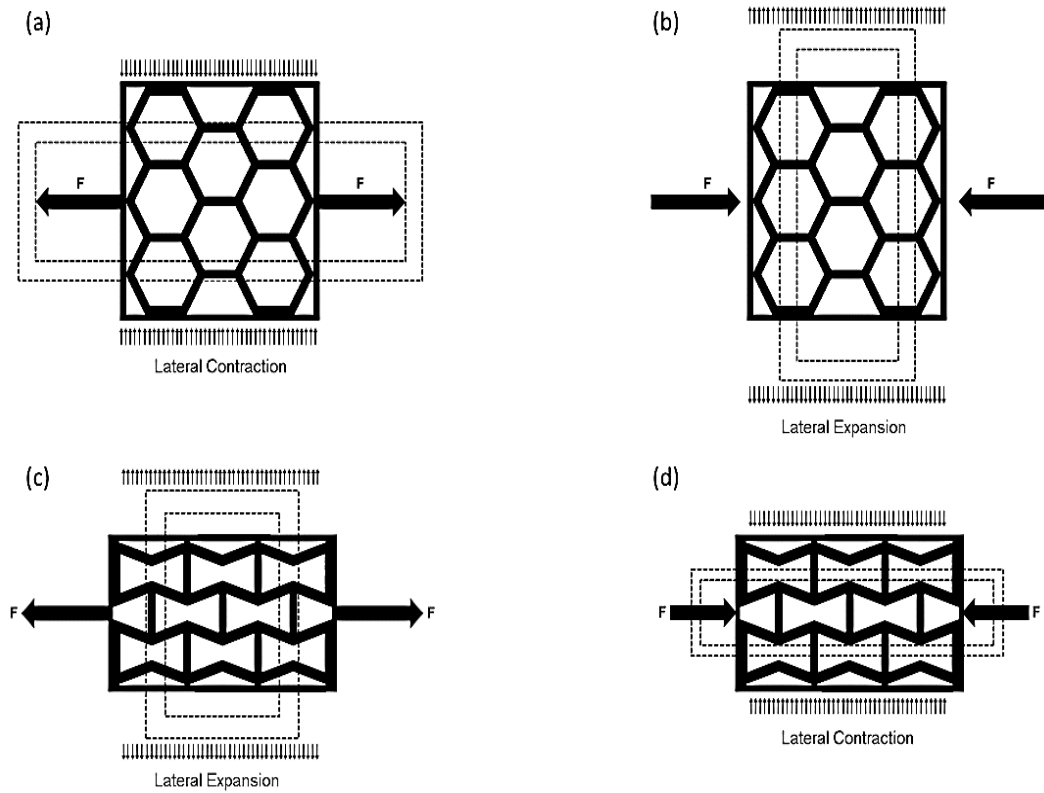 (a)
F
F
Lateral Contraction
(b)
F
F
Lateral Expansion
(c)
F
F
Lateral Expansion
(d)
F
F
Lateral Contraction